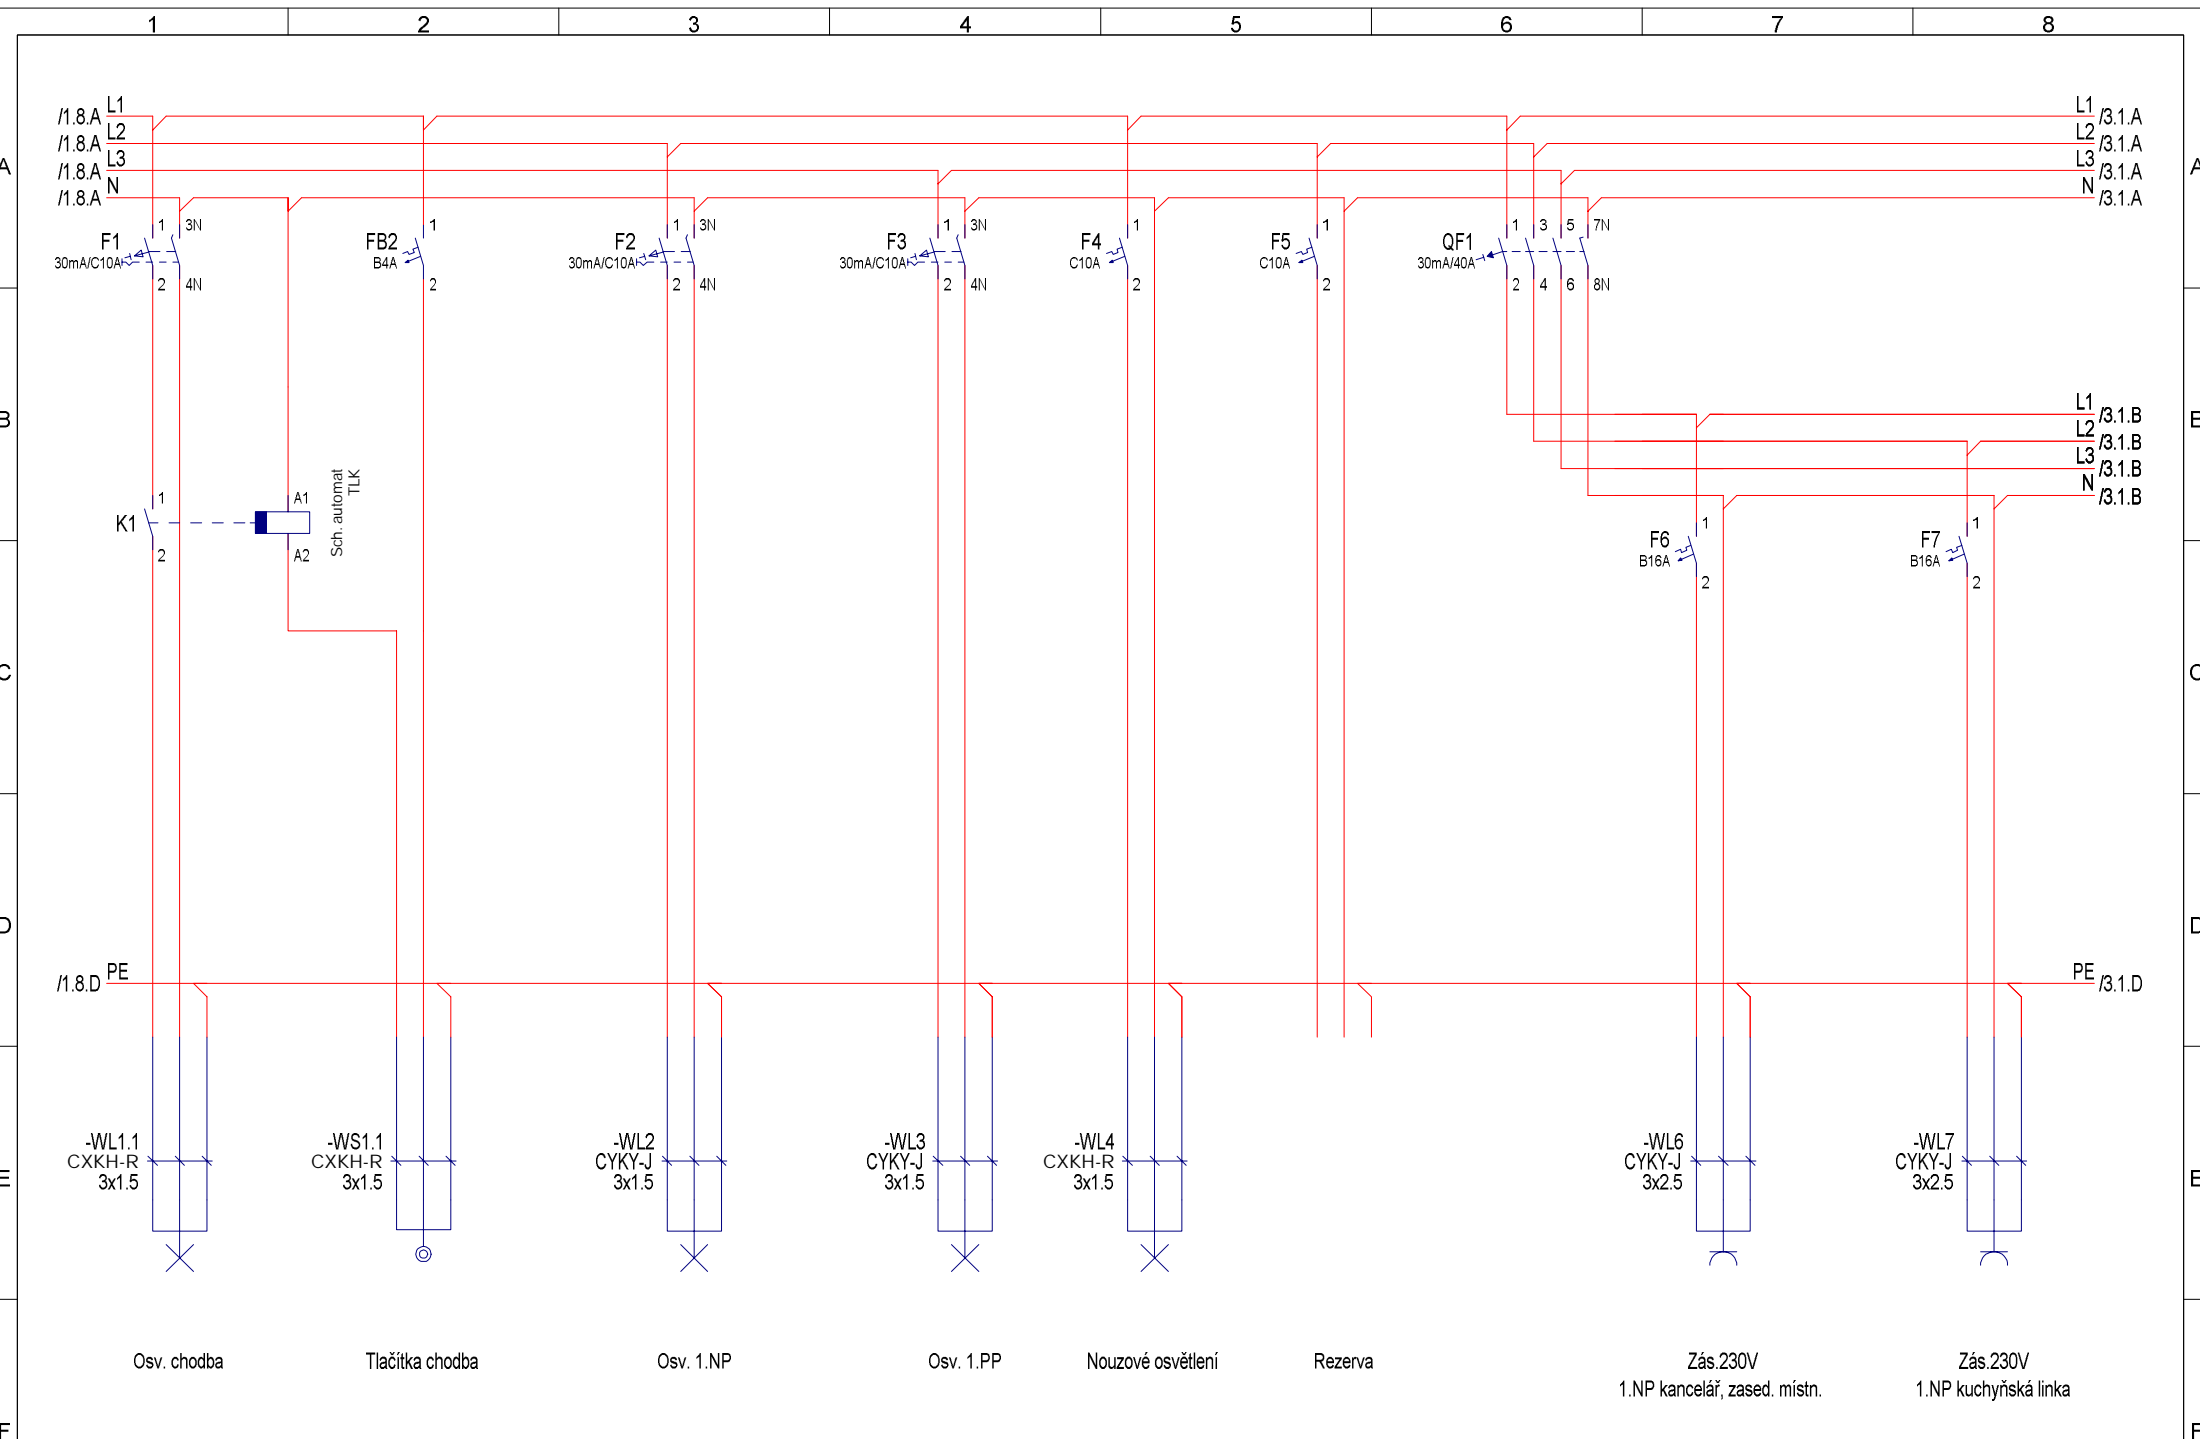 1 2 3 4 5 6 7 8
L1 L1
/1.8.A /3.1.A
L2 L2
/1.8.A /3.1.A
A L3 L3 A
/1.8.A /3.1.A
N N
/1.8.A /3.1.A
1 3N 1 1 3N 1 3N 1 1 1 3 5 7N
F1 FB2 F2 F3 F4 F5 QF1
30mA/C10A B4A 30mA/C10A 30mA/C10A C10A C10A 30mA/40A
2 4N 2 2 4N 2 4N 2 2 2 4 6 8N
L1
/3.1.B
B L2
/3.1.B
L3
/3.1.B
N
/3.1.B
Sch. automat
TLK
1 A1
K1
2 A2
1 1
F6 F7
B16A B16A
2 2
C C
D D
PE PE
/1.8.D /3.1.D
-WL1.1 -WS1.1 -WL2 -WL3 -WL4 -WL6 -WL7
CXKH-R CXKH-R CYKY-J CYKY-J CXKH-R CYKY-J CYKY-J
3x1.5 3x1.5 3x1.5 3x1.5 3x1.5 3x2.5 3x2.5
E E
Osv. chodba Tlačítka chodba Osv. 1.NP Osv. 1.PP Nouzové osvětlení Rezerva Zás.230V Zás.230V
1.NP kancelář, zased. místn. 1.NP kuchyňská linka
F F